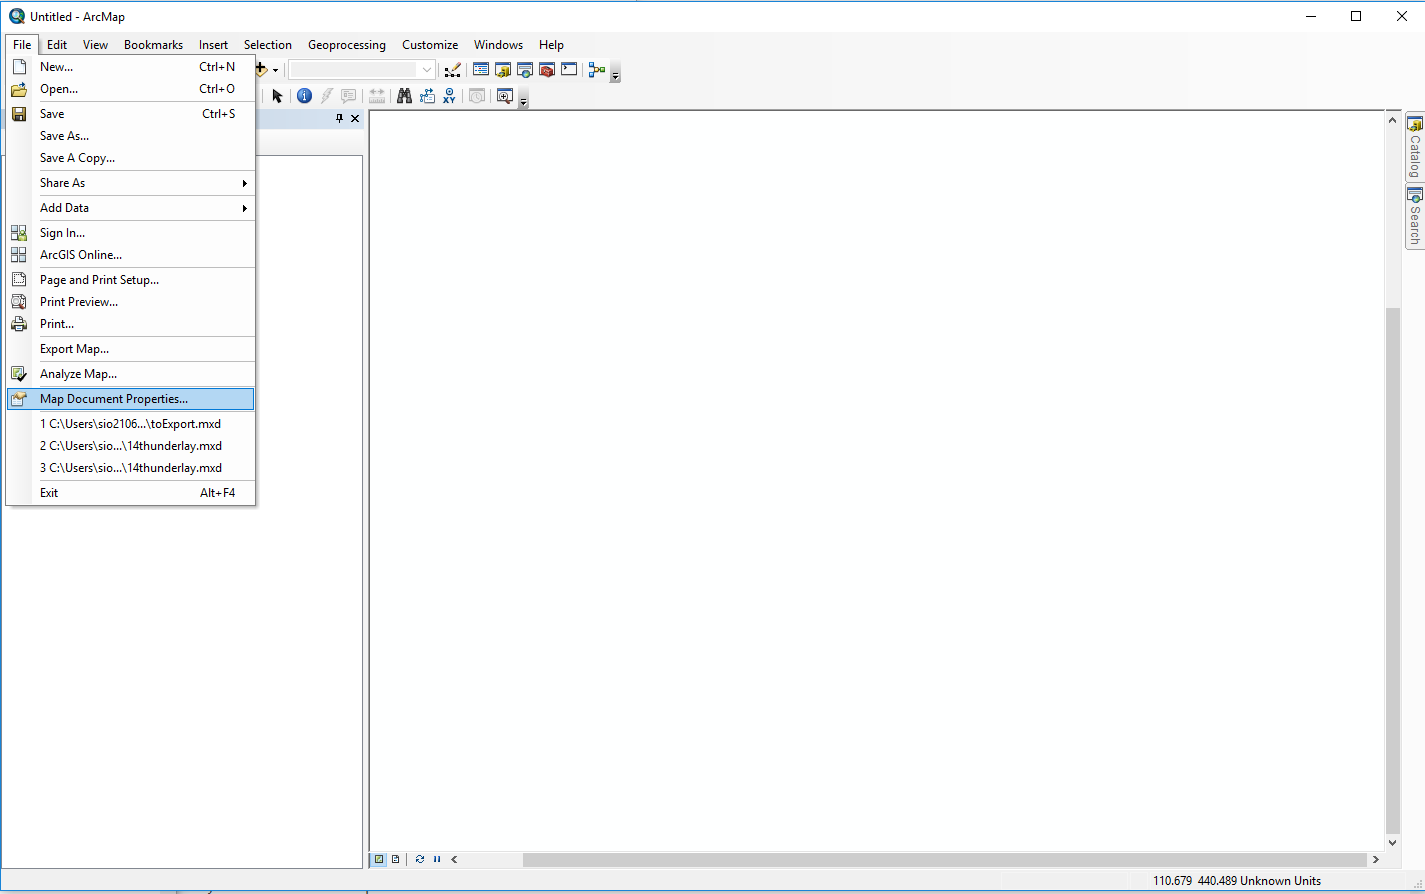 Untitled - ArcMap
File Edit View Bookmarks Insert Selection Geoprocessing Customize Windows Help
New... Ctrl+N
Open... Ctrl+O
Save Ctrl+S
Save As...
Save A Copy...
Share As
Add Data
Sign In...
ArcGIS Online...
Page and Print Setup...
Print Preview...
Print...
Export Map...
Analyze Map...
Map Document Properties...
1 C:\Users\sio2106...\toExport.mxd
2 C:\Users\sio...\14thunderlay.mxd
3 C:\Users\sio...\14thunderlay.mxd
Exit Alt+F4
XY
Catalog
Search
110.679 440.489 Unknown Units